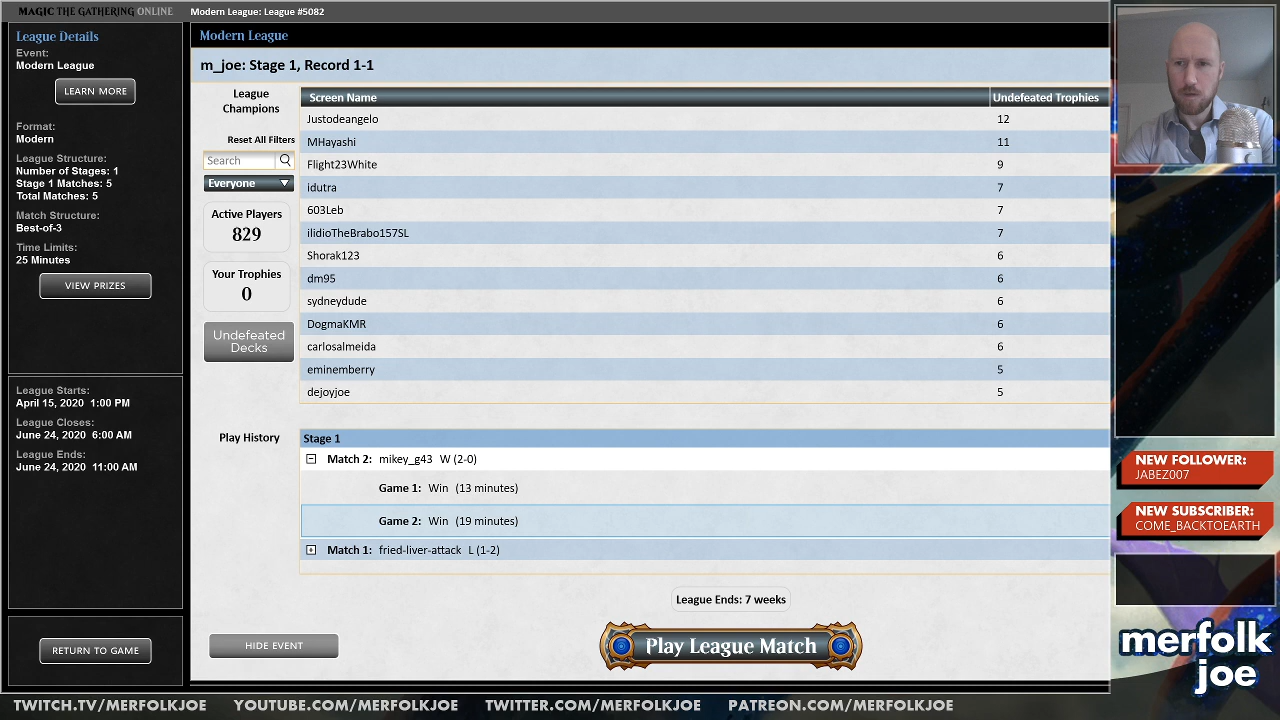 MAGIC THE GATHERING ONLINE
Modern League: League #5082
League Details
Event:
Modern League
LEARN MORE
Format:
Modern
League Structure:
Number of Stages: 1
Stage 1 Matches: 5
Total Matches: 5
Match Structure:
Best-of-3
Time Limits:
25 Minutes
VIEW PRIZES
League Starts:
April 15, 2020 1:00 PM
League Closes:
June 24, 2020 6:00 AM
League Ends:
June 24, 2020 11:00 AM
RETURN TO GAME
Modern League
m_joe: Stage 1, Record 1-1
League
Champions
Reset All Filters
Search
Everyone
Active Players
829
Your Trophies
0
Undefeated
Decks
Screen Name Undefeated Trophies
Justodeangelo 12
MHayashi 11
Flight23White 9
idutra 7
603Leb 7
ilidioTheBrabo157SL 7
Shorak123 6
dm95 6
sydneydude 6
DogmaKMR 6
carlosalmeida 6
eminemberry 5
dejoyjoe 5
Play History
Stage 1
Match 2: mikey_g43 W (2-0)
Game 1: Win (13 minutes)
Game 2: Win (19 minutes)
Match 1: fried-liver-attack L (1-2)
League Ends: 7 weeks
HIDE EVENT
Play League Match
NEW FOLLOWER:
JABEZ007
NEW SUBSCRIBER:
COME_BACKTOEARTH
merfolk
joe
TWITCH.TV/MERFOLKJOE YOUTUBE.COM/MERFOLKJOE TWITTER.COM/MERFOLKJOE PATREON.COM/MERFOLKJOE